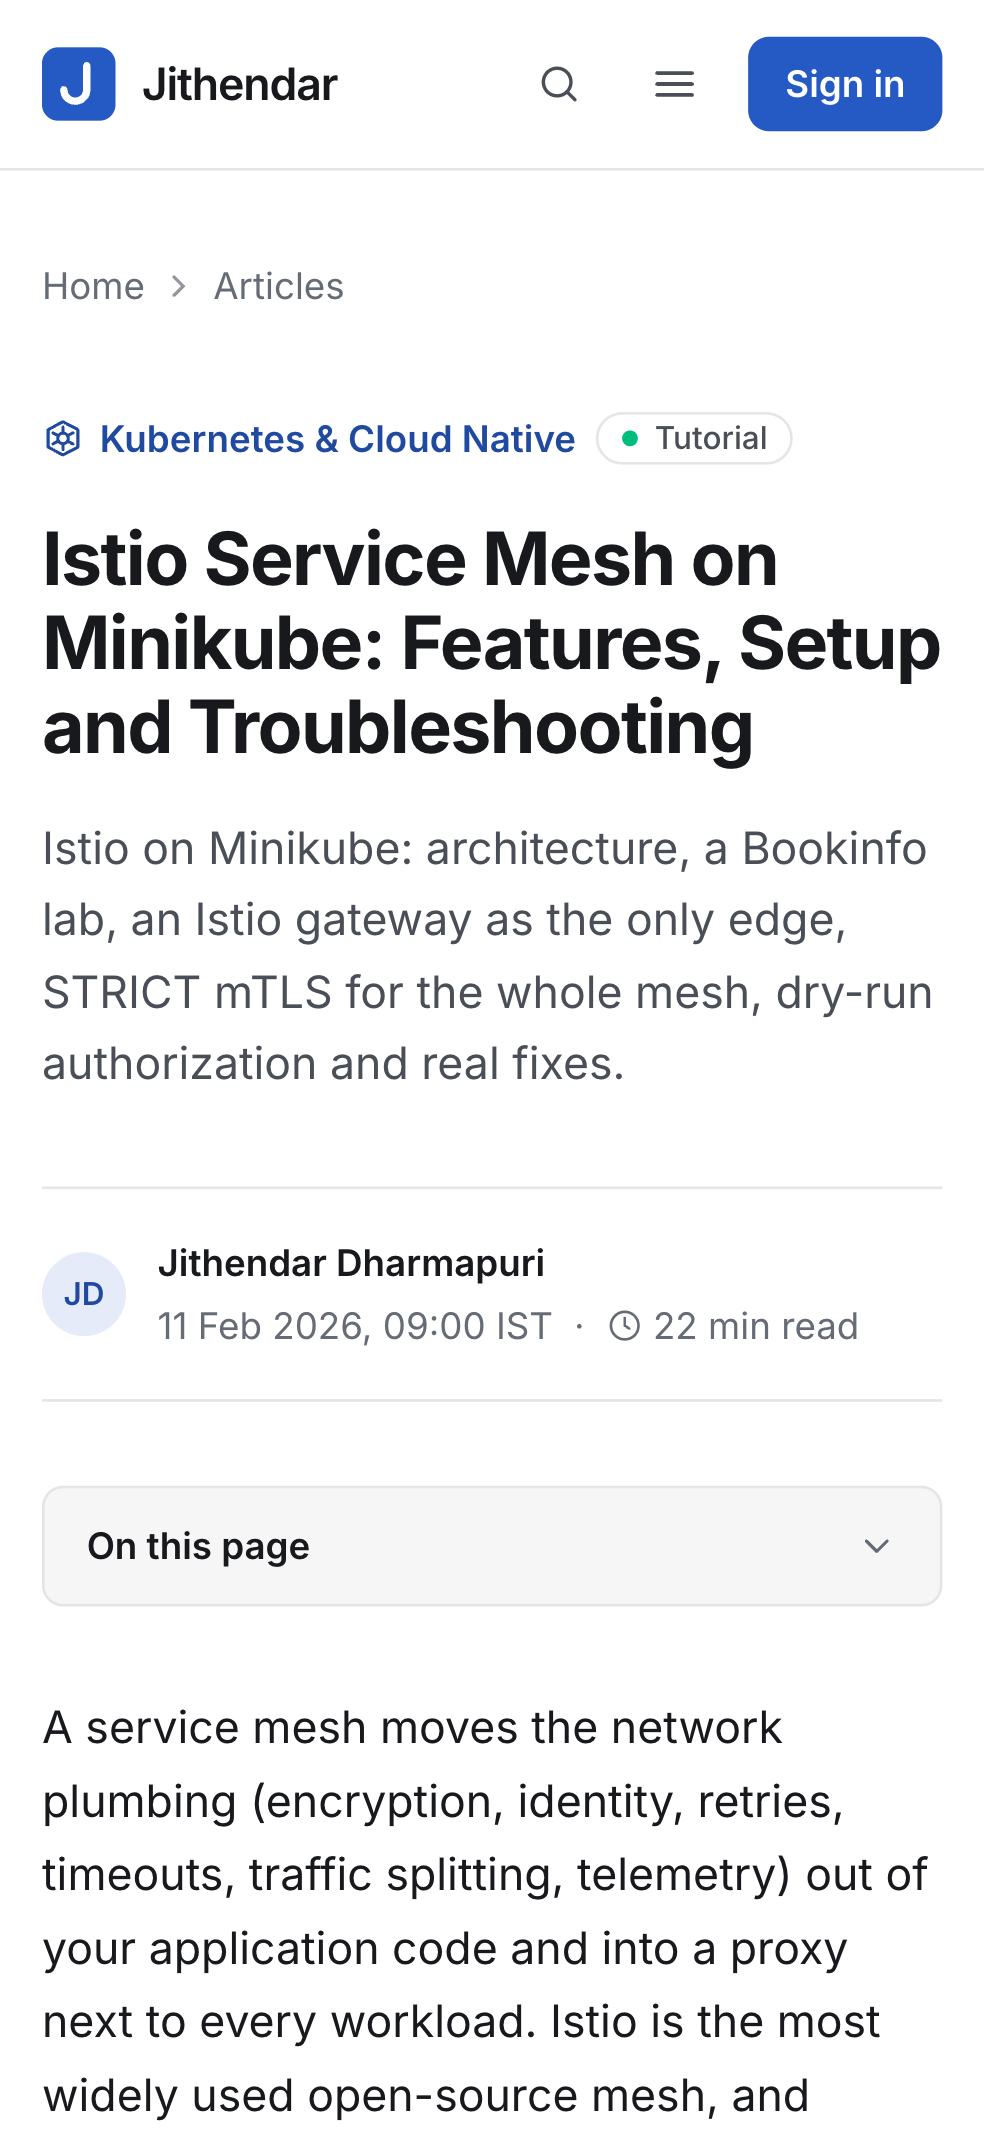 J Jithendar Sign in
Home > Articles
Kubernetes & Cloud Native Tutorial
Istio Service Mesh on
Minikube: Features, Setup
and Troubleshooting
Istio on Minikube: architecture, a Bookinfo
lab, an Istio gateway as the only edge,
STRICT mTLS for the whole mesh, dry-run
authorization and real fixes.
JD Jithendar Dharmapuri
11 Feb 2026, 09:00 IST · 22 min read
On this page
A service mesh moves the network
plumbing (encryption, identity, retries,
timeouts, traffic splitting, telemetry) out of
your application code and into a proxy
next to every workload. Istio is the most
widely used open-source mesh, and